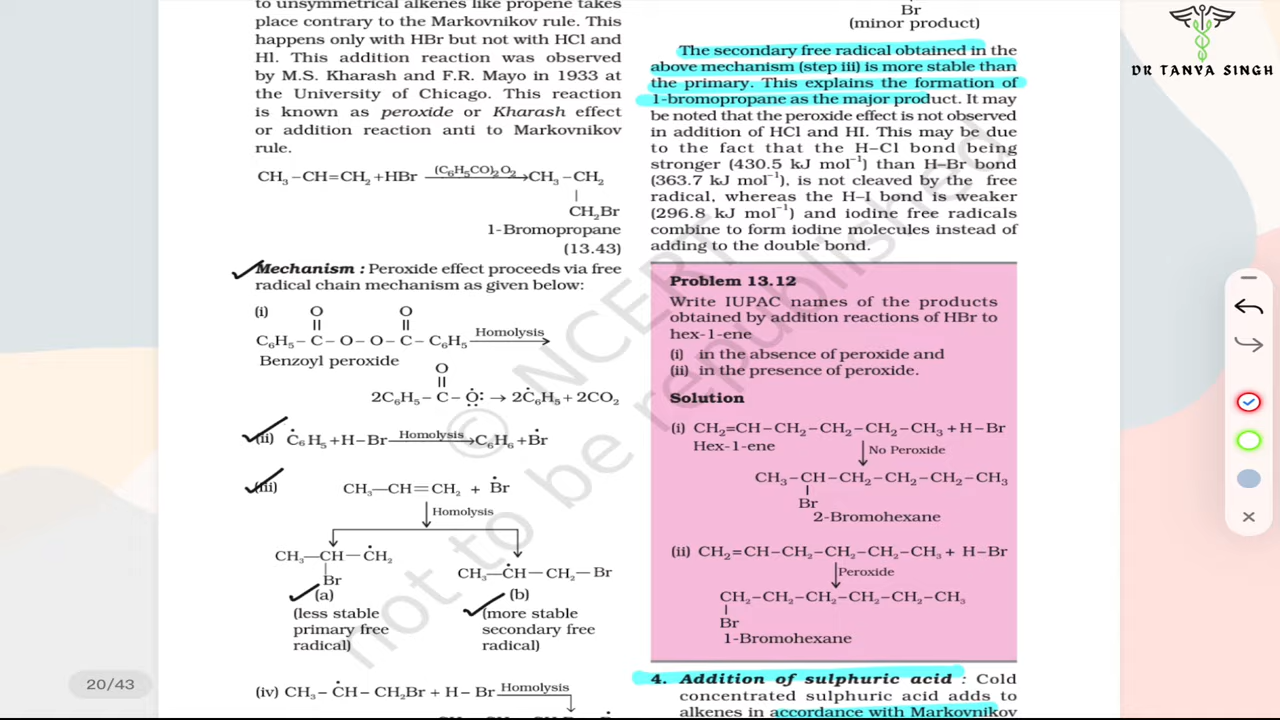 to unsymmetrical alkenes like propene takes
place contrary to the Markovnikov rule. This
happens only with HBr but not with HCl and
HI. This addition reaction was observed
by M.S. Kharash and F.R. Mayo in 1933 at
the University of Chicago. This reaction
is known as peroxide or Kharash effect
or addition reaction anti to Markovnikov
rule.
CH₃ −CH=CH₂ +HBr (C₆H₅CO)₂O₂ → CH₃ −CH₂
|
CH₂Br
1-Bromopropane
(13.43)
Mechanism : Peroxide effect proceeds via free
radical chain mechanism as given below:
(i)
O O
|| ||
C₆H₅− C − O − O − C − C₆H₅ Homolysis →
Benzoyl peroxide
O
||
2C₆H₅ − C − Ȯ: → 2Ċ₆H₅ + 2CO₂
(ii) Ċ₆H₅ + H−Br Homolysis → C₆H₆ + Ḃr
(iii) CH₃—CH=CH₂ + Ḃr
Homolysis
CH₃—CH—ĊH₂
Br
CH₃—ĊH—CH₂—Br
(a) (b)
(less stable (more stable
primary free secondary free
radical) radical)
(iv) CH₃ − ĊH − CH₂Br + H − Br Homolysis
Br
(minor product)
The secondary free radical obtained in the
above mechanism (step iii) is more stable than
the primary. This explains the formation of
1-bromopropane as the major product. It may
be noted that the peroxide effect is not observed
in addition of HCl and HI. This may be due
to the fact that the H–Cl bond being
stronger (430.5 kJ mol⁻¹) than H–Br bond
(363.7 kJ mol⁻¹), is not cleaved by the free
radical, whereas the H–I bond is weaker
(296.8 kJ mol⁻¹) and iodine free radicals
combine to form iodine molecules instead of
adding to the double bond.
Problem 13.12
Write IUPAC names of the products
obtained by addition reactions of HBr to
hex-1-ene
(i) in the absence of peroxide and
(ii) in the presence of peroxide.
Solution
(i) CH₂=CH−CH₂−CH₂−CH₂−CH₃ + H−Br
Hex-1-ene
No Peroxide
CH₃−CH−CH₂−CH₂−CH₂−CH₃
|
Br
2-Bromohexane
(ii) CH₂=CH−CH₂−CH₂−CH₂−CH₃ + H−Br
Peroxide
CH₂−CH₂−CH₂−CH₂−CH₂−CH₃
|
Br
1-Bromohexane
4. Addition of sulphuric acid : Cold
concentrated sulphuric acid adds to
alkenes in accordance with Markovnikov
© NCERT
not to be republished
DR TANYA SINGH
20/43